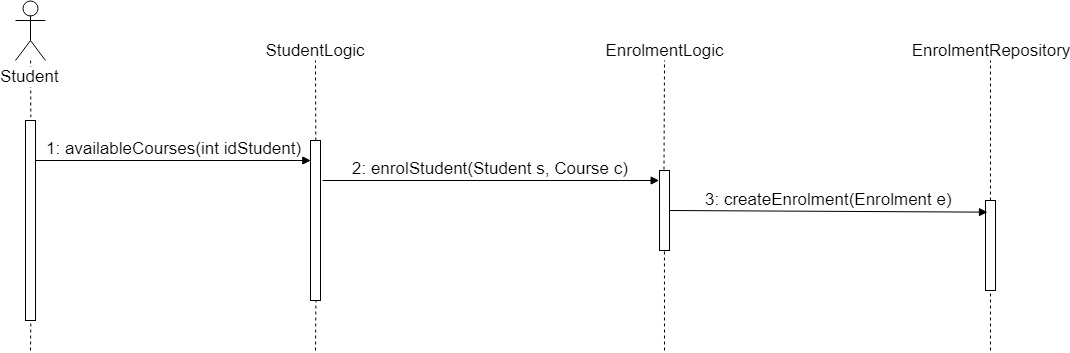 StudentLogic
EnrolmentLogic
EnrolmentRepository
Student
1: availableCourses(int idStudent)
2: enrolStudent(Student s, Course c)
3: createEnrolment(Enrolment e)